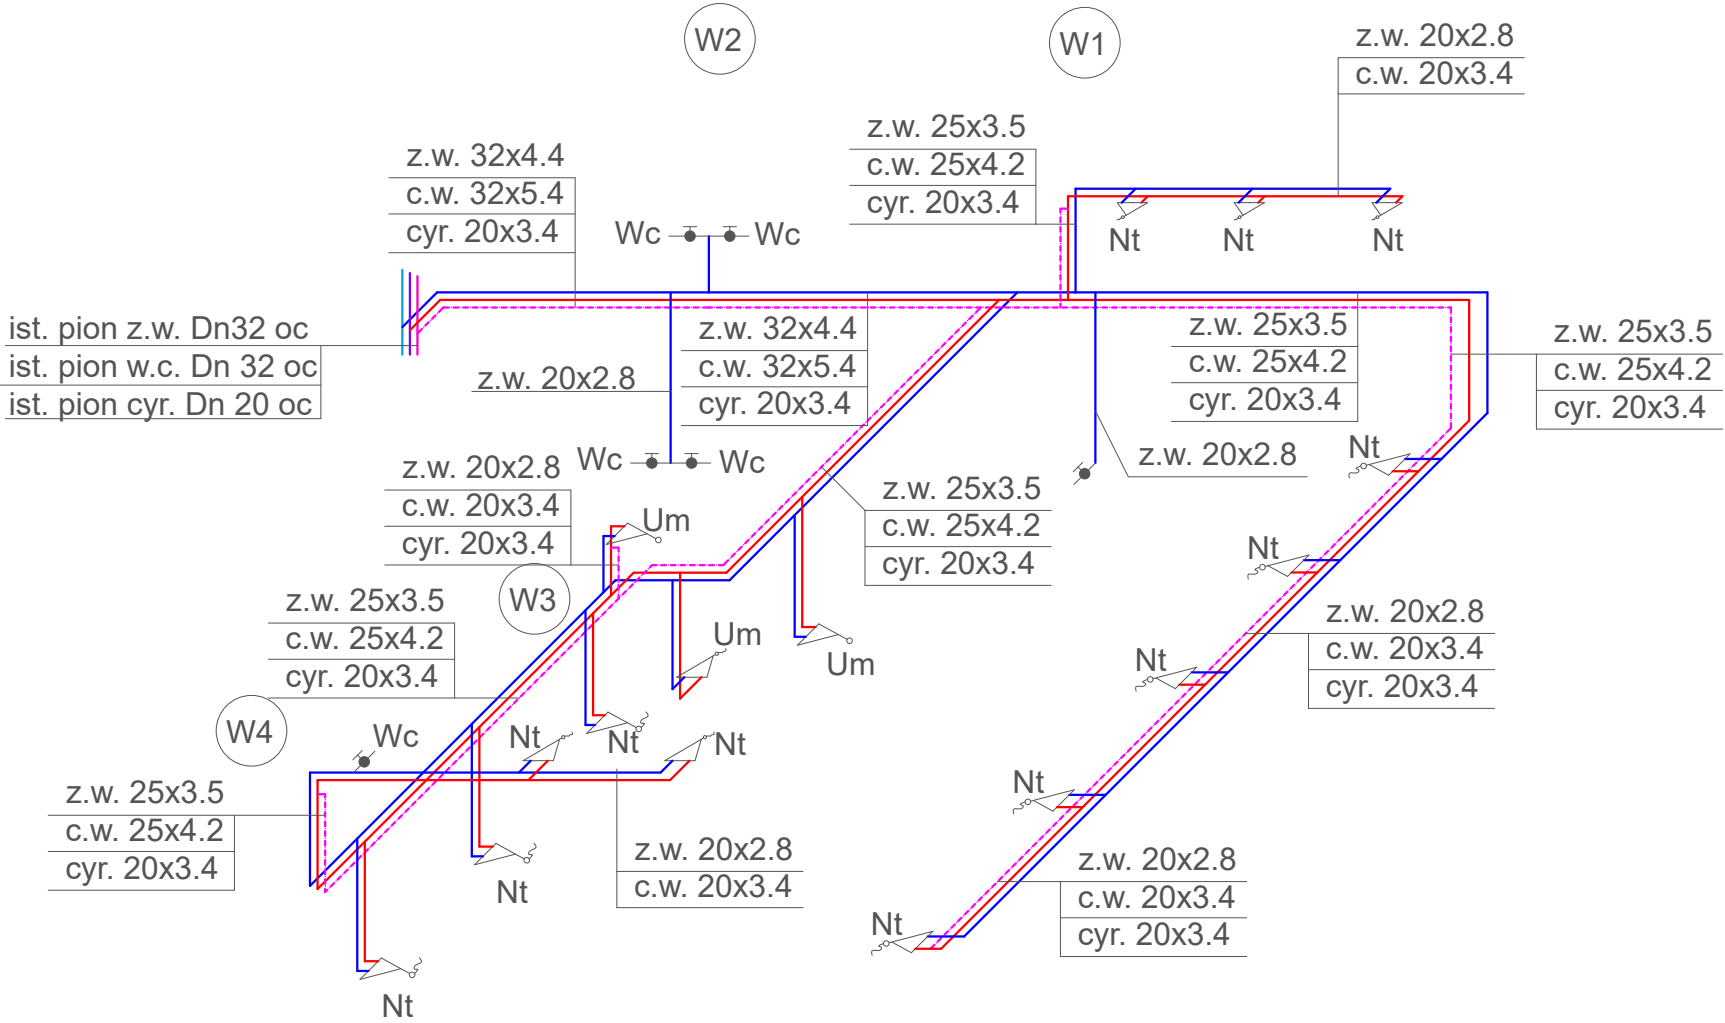 W2
W1
z.w. 20x2.8
c.w. 20x3.4
z.w. 25x3.5
c.w. 25x4.2
cyr. 20x3.4
z.w. 32x4.4
c.w. 32x5.4
cyr. 20x3.4
Wc
Wc
Nt
Nt
Nt
ist. pion z.w. Dn32 oc
ist. pion w.c. Dn 32 oc
ist. pion cyr. Dn 20 oc
z.w. 20x2.8
z.w. 32x4.4
c.w. 32x5.4
cyr. 20x3.4
z.w. 25x3.5
c.w. 25x4.2
cyr. 20x3.4
z.w. 25x3.5
c.w. 25x4.2
cyr. 20x3.4
Wc
Wc
z.w. 20x2.8
Nt
z.w. 20x2.8
c.w. 20x3.4
cyr. 20x3.4
Um
z.w. 25x3.5
c.w. 25x4.2
cyr. 20x3.4
Nt
W3
z.w. 25x3.5
c.w. 25x4.2
cyr. 20x3.4
Um
Um
z.w. 20x2.8
c.w. 20x3.4
cyr. 20x3.4
Nt
W4
Wc
Nt
Nt
Nt
z.w. 25x3.5
c.w. 25x4.2
cyr. 20x3.4
Nt
z.w. 20x2.8
c.w. 20x3.4
Nt
z.w. 20x2.8
c.w. 20x3.4
cyr. 20x3.4
Nt
Nt